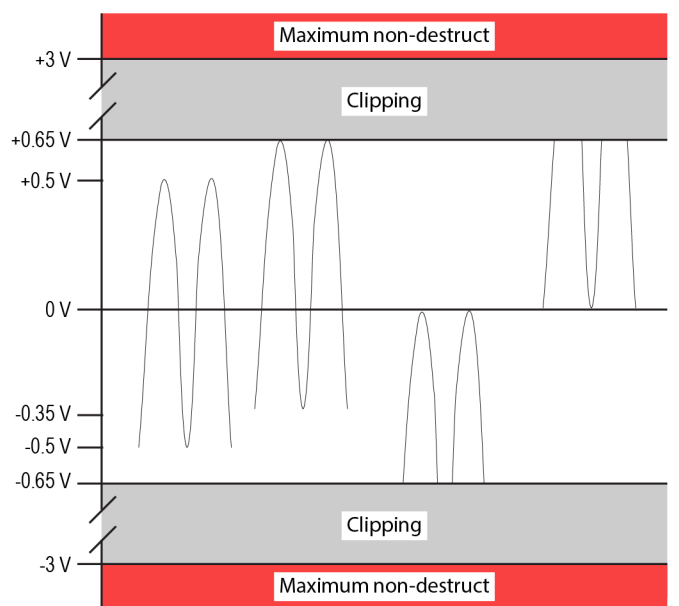 Maximum non-destruct
+3 V
Clipping
+0.65 V
+0.5 V
0 V
-0.35 V
-0.5 V
-0.65 V
Clipping
-3 V
Maximum non-destruct